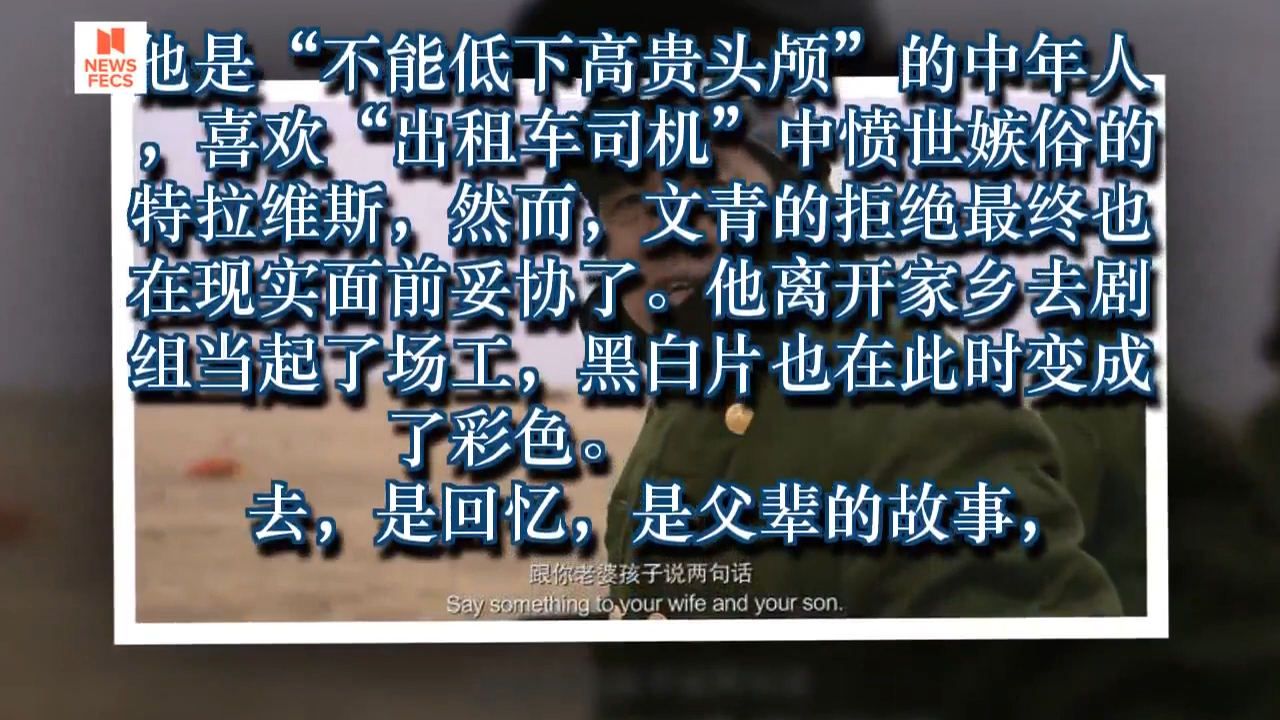 NEWS
FECS
他是“不能低下高贵头颅”的中年人
，喜欢“出租车司机”中愤世嫉俗的
特拉维斯，然而，文青的拒绝最终也
在现实面前妥协了。他离开家乡去剧
组当起了场工，黑白片也在此时变成
了彩色。
去，是回忆，是父辈的故事，
跟你老婆孩子说两句话
Say something to your wife and your son.